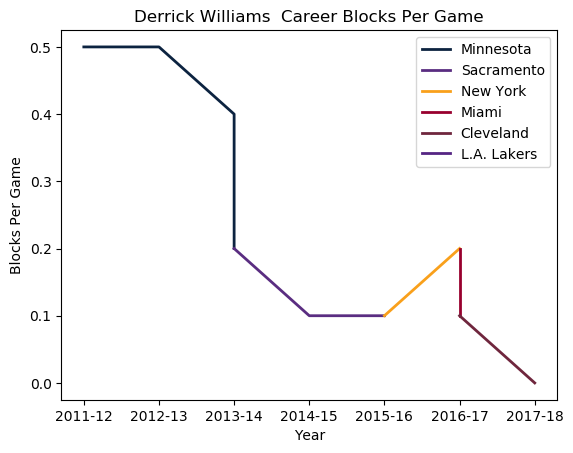 Derrick Williams  Career Blocks Per Game
Blocks Per Game
0.5
0.4
0.3
0.2
0.1
0.0
Minnesota
Sacramento
New York
Miami
Cleveland
L.A. Lakers
2011-12 2012-13 2013-14 2014-15 2015-16 2016-17 2017-18
Year